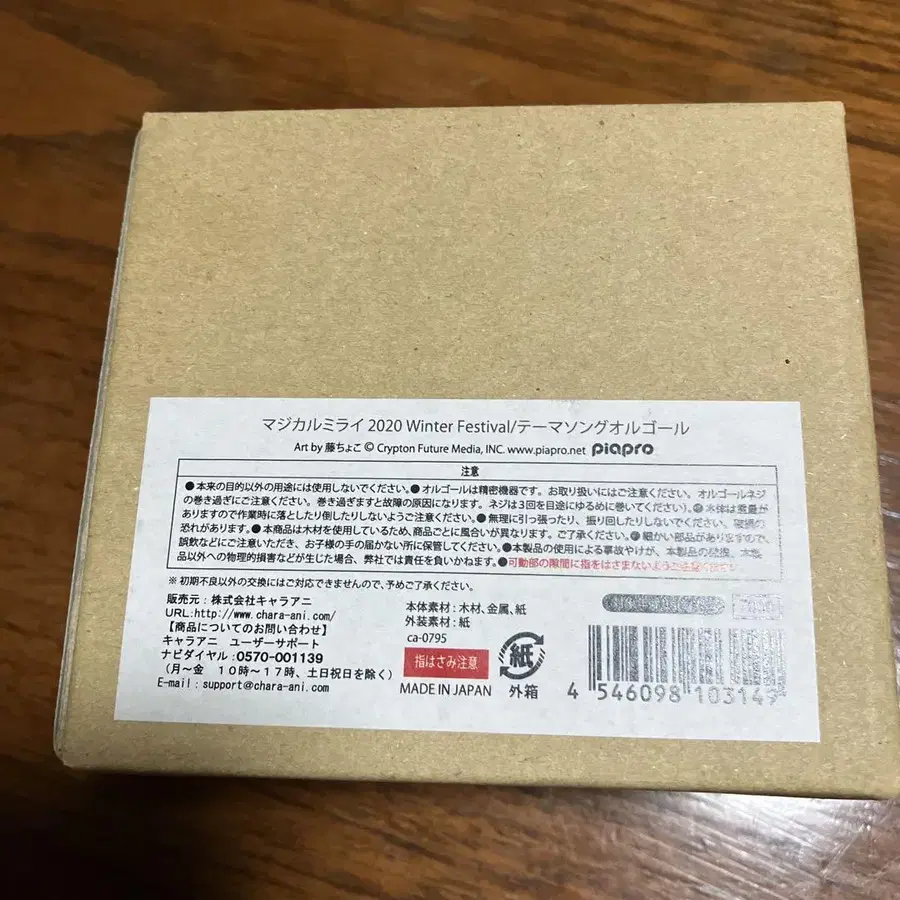 マジカルミライ 2020 Winter Festival/テーマソングオルゴール
Art by 藤ちょこ © Crypton Future Media, INC. www.piapro.net piapro
注意
●本来の目的以外の用途には使用しないでください。●オルゴールは精密機器です。お取り扱いにはご注意ください。オルゴールネジ
の巻き過ぎにご注意ください。巻き過ぎますと故障の原因になります。ネジは3回を目途にゆるめに巻いてください。●本体は重量が
ありますので作業時に落としたり倒したりしないようご注意ください。●無理に引っ張ったり、振り回したりしないでください。破損の
恐れがあります。●本商品は木材を使用しているため、商品ごとに風合いが異なります。ご了承ください。●細かい部品がありますので、
誤飲などにご注意いただき、お子様の手の届かない所に保管してください。●本製品の使用による事故やけが、本製品の破損、本製
品以外への物理的損害などが生じた場合、弊社では責任を負いかねます。●可動部の隙間に指をはさまないようご注意ください
※ 初期不良以外の交換にはご対応できませんので、予めご了承ください。
販売元：株式会社キャラアニ
URL:http://www.chara-ani.com/
【商品についてのお問い合わせ】
キャラアニ ユーザーサポート
ナビダイヤル：0570-001139
（月～金 10時～17時、土日祝日を除く）
E-mail：support@chara-ani.com
本体素材：木材、金属、紙
外装素材：紙
ca-0795
指はさみ注意
MADE IN JAPAN
紙
外箱
4 546098 103149